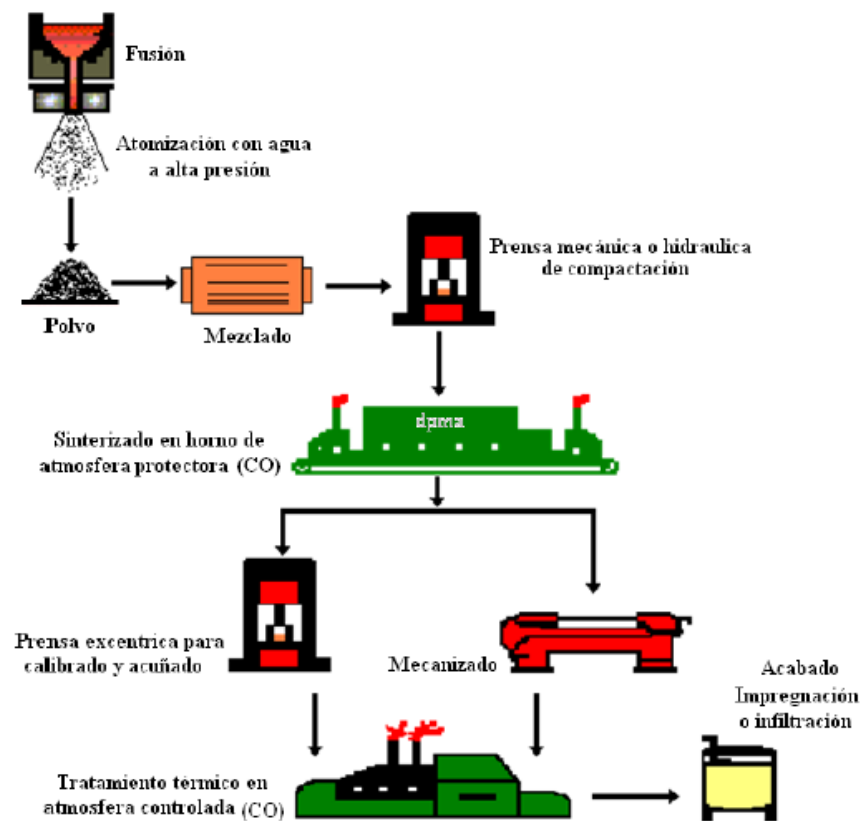 Fusión
Atomización con agua
a alta presión
Prensa mecánica o hidraulica
de compactación
Polvo
Mezclado
dpma
Sinterizado en horno de
atmosfera protectora (CO)
Prensa excentrica para
calibrado y acuñado
Mecanizado
Acabado
Impregnación
o infiltración
Tratamiento térmico en
atmosfera controlada (CO)